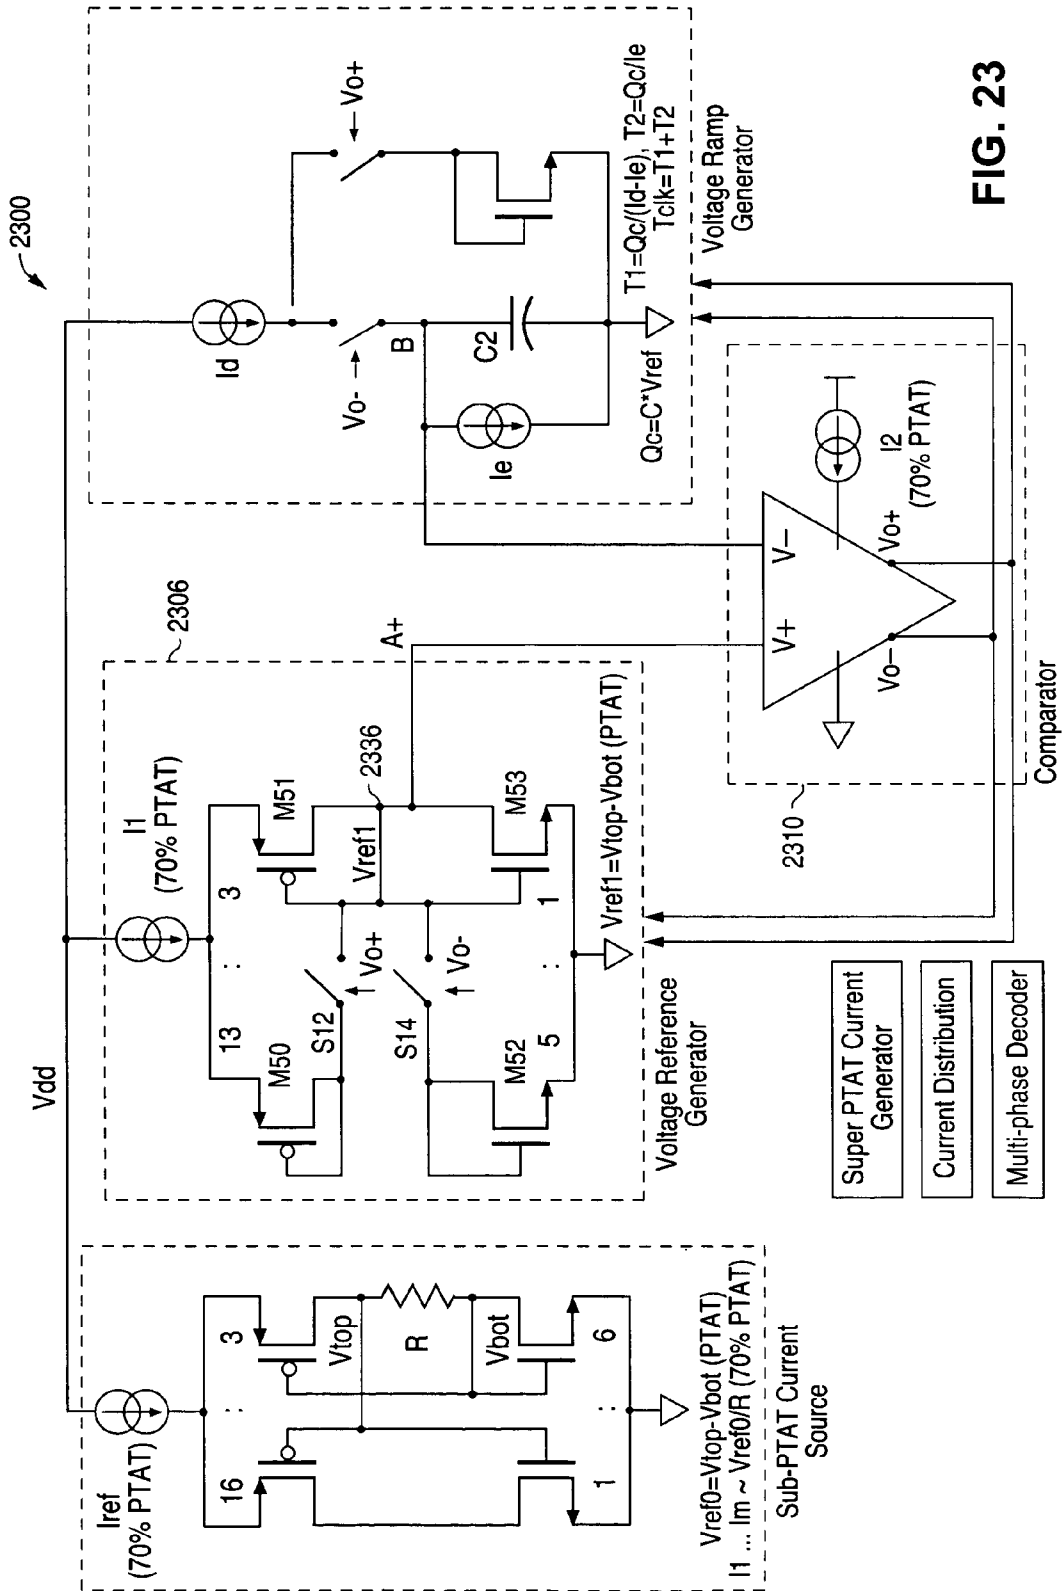 2300
Vdd
Iref
(70% PTAT)
16
:
3
Vtop
R
Vbot
1
:
6
Vref0=Vtop-Vbot (PTAT)
I1 ... Im ~ Vref0/R (70% PTAT)
Sub-PTAT Current
Source
I1
(70% PTAT)
2306
13
:
3
M50
M51
S12
Vo+
Vref1
2336
S14
Vo-
M52
M53
5
:
1
A+
Vref1=Vtop-Vbot (PTAT)
Voltage Reference
Generator
Id
Vo-
Vo+
B
Ie
C2
Qc=C*Vref
T1=Qc/(Id-Ie), T2=Qc/Ie
Tclk=T1+T2
Voltage Ramp
Generator
V+
V-
Vo-
Vo+
I2
(70% PTAT)
2310
Comparator
Super PTAT Current
Generator
Current Distribution
Multi-phase Decoder
FIG. 23